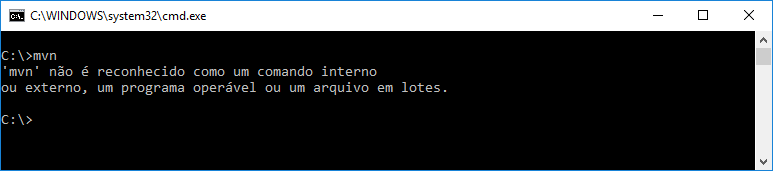 C:\WINDOWS\system32\cmd.exe
C:\>mvn
'mvn' não é reconhecido como um comando interno
ou externo, um programa operável ou um arquivo em lotes.
C:\>